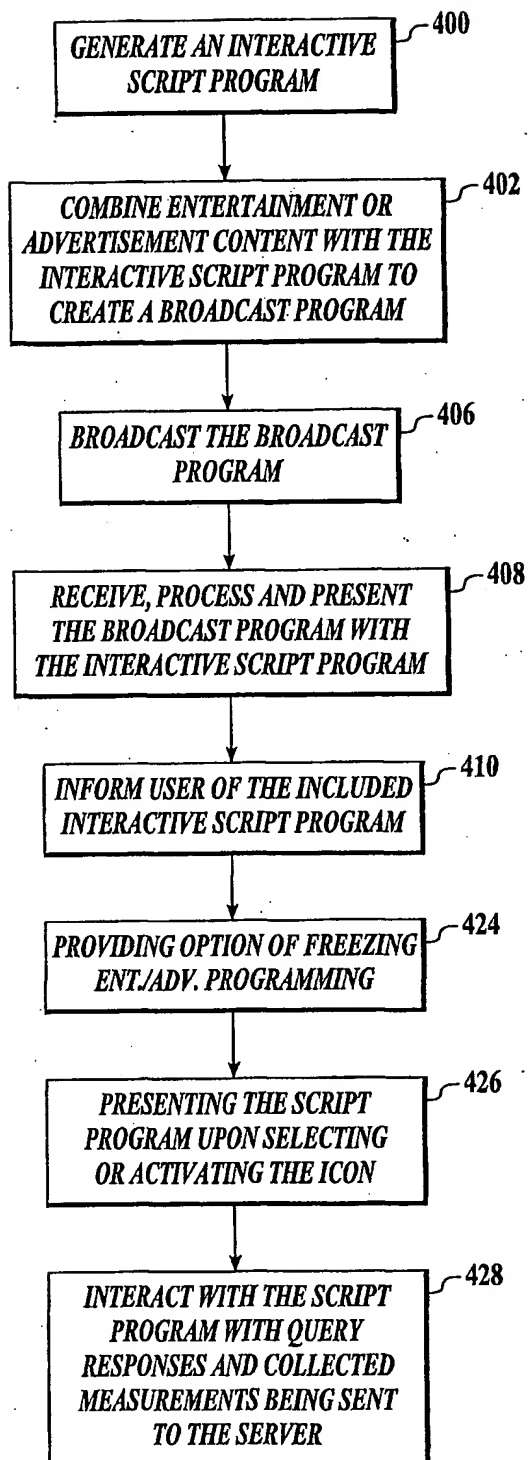 400
GENERATE AN INTERACTIVE
SCRIPT PROGRAM
402
COMBINE ENTERTAINMENT OR
ADVERTISEMENT CONTENT WITH THE
INTERACTIVE SCRIPT PROGRAM TO
CREATE A BROADCAST PROGRAM
406
BROADCAST THE BROADCAST
PROGRAM
408
RECEIVE, PROCESS AND PRESENT
THE BROADCAST PROGRAM WITH
THE INTERACTIVE SCRIPT PROGRAM
410
INFORM USER OF THE INCLUDED
INTERACTIVE SCRIPT PROGRAM
424
PROVIDING OPTION OF FREEZING
ENT./ADV. PROGRAMMING
426
PRESENTING THE SCRIPT
PROGRAM UPON SELECTING
OR ACTIVATING THE ICON
428
INTERACT WITH THE SCRIPT
PROGRAM WITH QUERY
RESPONSES AND COLLECTED
MEASUREMENTS BEING SENT
TO THE SERVER